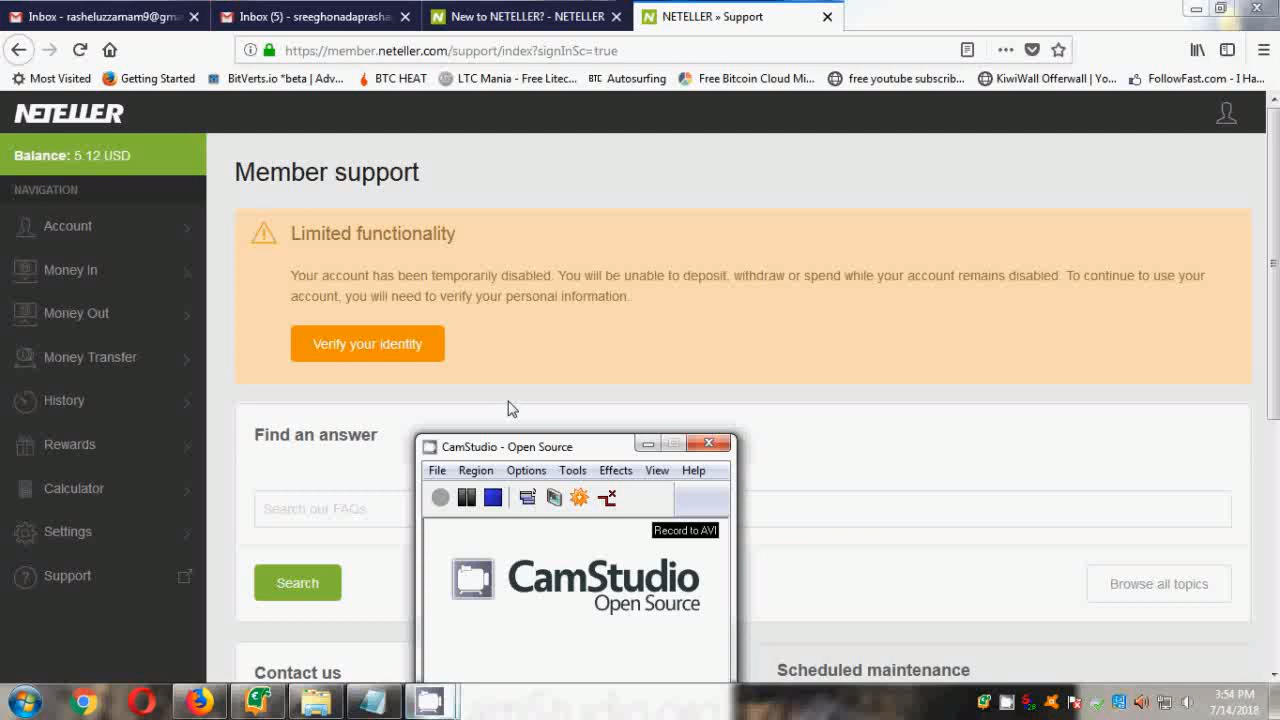 Inbox - rasheluzzamam9@gma
Inbox (5) - sreeghonadaprasha
New to NETELLER? - NETELLER
NETELLER » Support
https://member.neteller.com/support/index?signInSc=true
Most Visited
Getting Started
BitVerts.io *beta | Adv...
BTC HEAT
LTC Mania - Free Litec...
BTC Autosurfing
Free Bitcoin Cloud Mi...
free youtube subscrib...
KiwiWall Offerwall | Yo...
FollowFast.com - I Ha...
NETELLER
Balance: 5.12 USD
NAVIGATION
Account
Money In
Money Out
Money Transfer
History
Rewards
Calculator
Settings
Support
Member support
Limited functionality
Your account has been temporarily disabled. You will be unable to deposit, withdraw or spend while your account remains disabled. To continue to use your
account, you will need to verify your personal information.
Verify your identity
Find an answer
Search our FAQs
Search
Browse all topics
Contact us
Scheduled maintenance
CamStudio - Open Source
File Region Options Tools Effects View Help
Record to AVI
CamStudio
Open Source
3:54 PM
7/14/2018